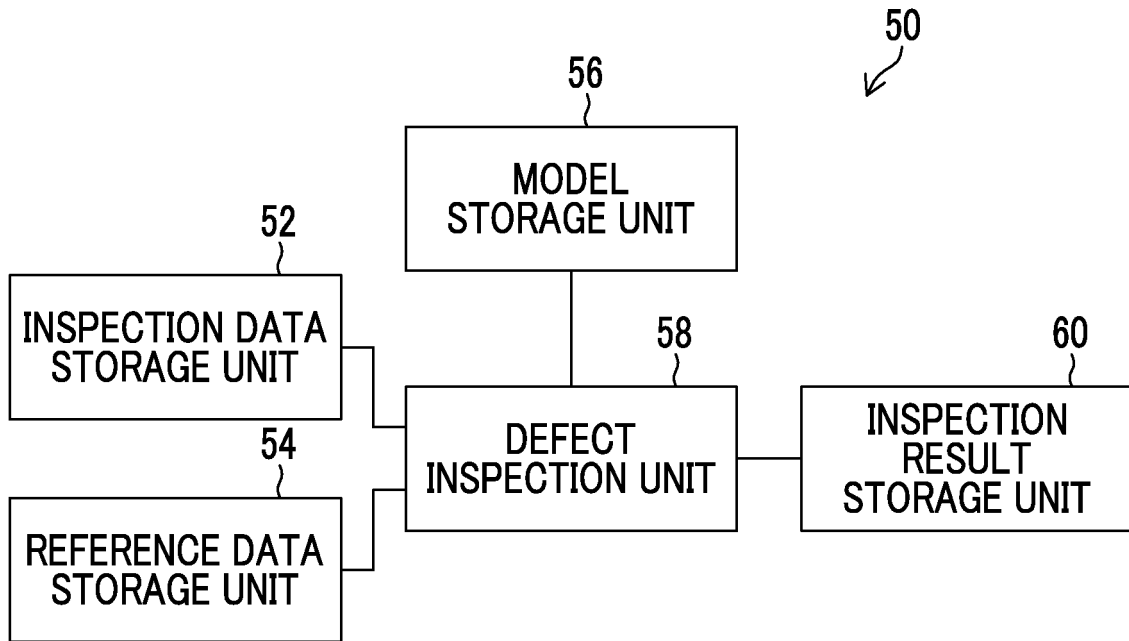 50
56
MODEL
STORAGE UNIT
52
INSPECTION DATA
STORAGE UNIT
58
DEFECT
INSPECTION UNIT
60
INSPECTION
RESULT
STORAGE UNIT
54
REFERENCE DATA
STORAGE UNIT